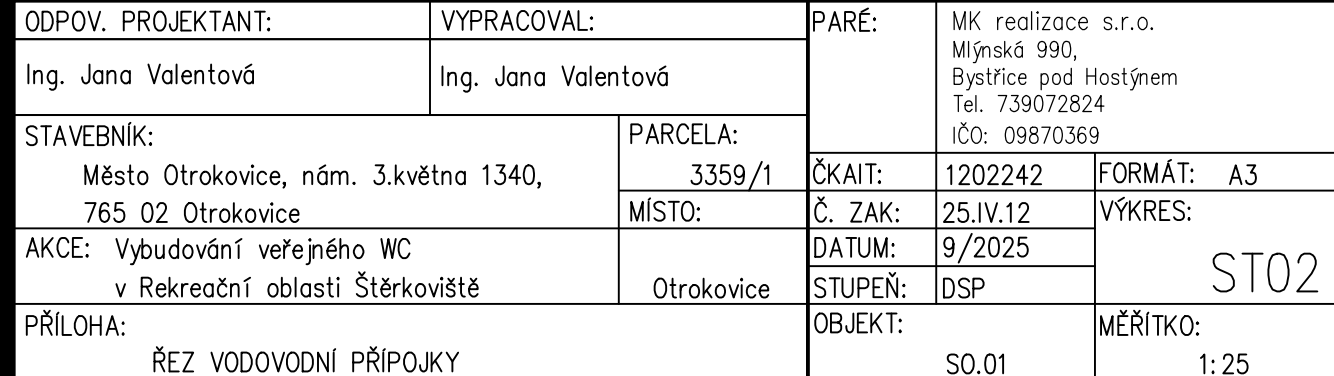 ODPOV. PROJEKTANT:
Ing. Jana Valentová
VYPRACOVAL:
Ing. Jana Valentová
PARÉ:
MK realizace s.r.o.
Mlýnská 990,
Bystřice pod Hostýnem
Tel. 739072824
IČO: 09870369
STAVEBNÍK:
Město Otrokovice, nám. 3.května 1340,
765 02 Otrokovice
PARCELA:
3359/1
MÍSTO:
Otrokovice
ČKAIT: 1202242
FORMÁT: A3
Č. ZAK: 25.IV.12
VÝKRES:
ST02
DATUM: 9/2025
STUPEŇ: DSP
AKCE: Vybudování veřejného WC
v Rekreační oblasti Štěrkoviště
PŘÍLOHA:
ŘEZ VODOVODNÍ PŘÍPOJKY
OBJEKT:
SO.01
MĚŘÍTKO:
1:25